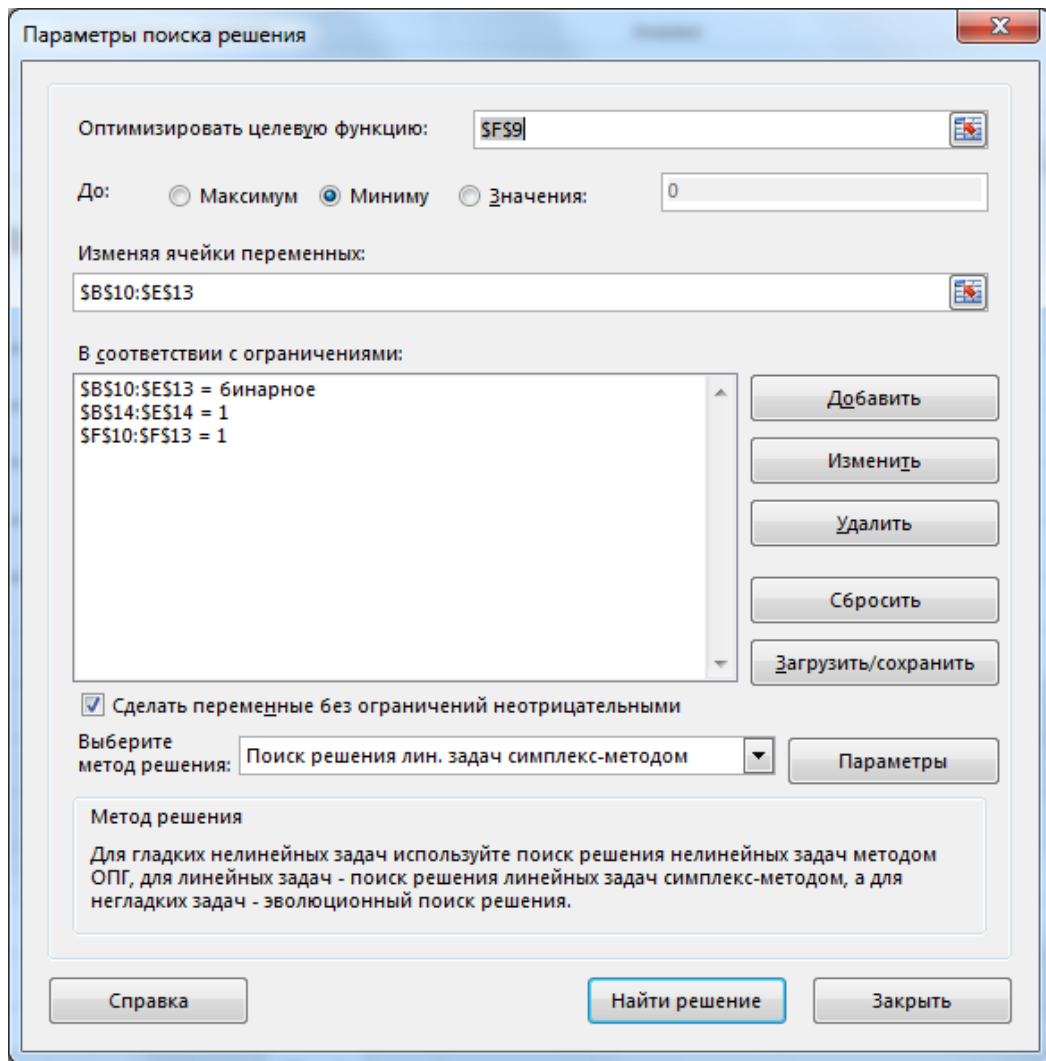 Параметры поиска решения
Оптимизировать целевую функцию: $F$9
До: Максимум Миниму Значения: 0
Изменяя ячейки переменных:
$B$10:$E$13
В соответствии с ограничениями:
$B$10:$E$13 = бинарное
$B$14:$E$14 = 1
$F$10:$F$13 = 1
Добавить
Изменить
Удалить
Сбросить
Загрузить/сохранить
Сделать переменные без ограничений неотрицательными
Выберите
метод решения: Поиск решения лин. задач симплекс-методом Параметры
Метод решения
Для гладких нелинейных задач используйте поиск решения нелинейных задач методом
ОПГ, для линейных задач - поиск решения линейных задач симплекс-методом, а для
негладких задач - эволюционный поиск решения.
Справка Найти решение Закрыть